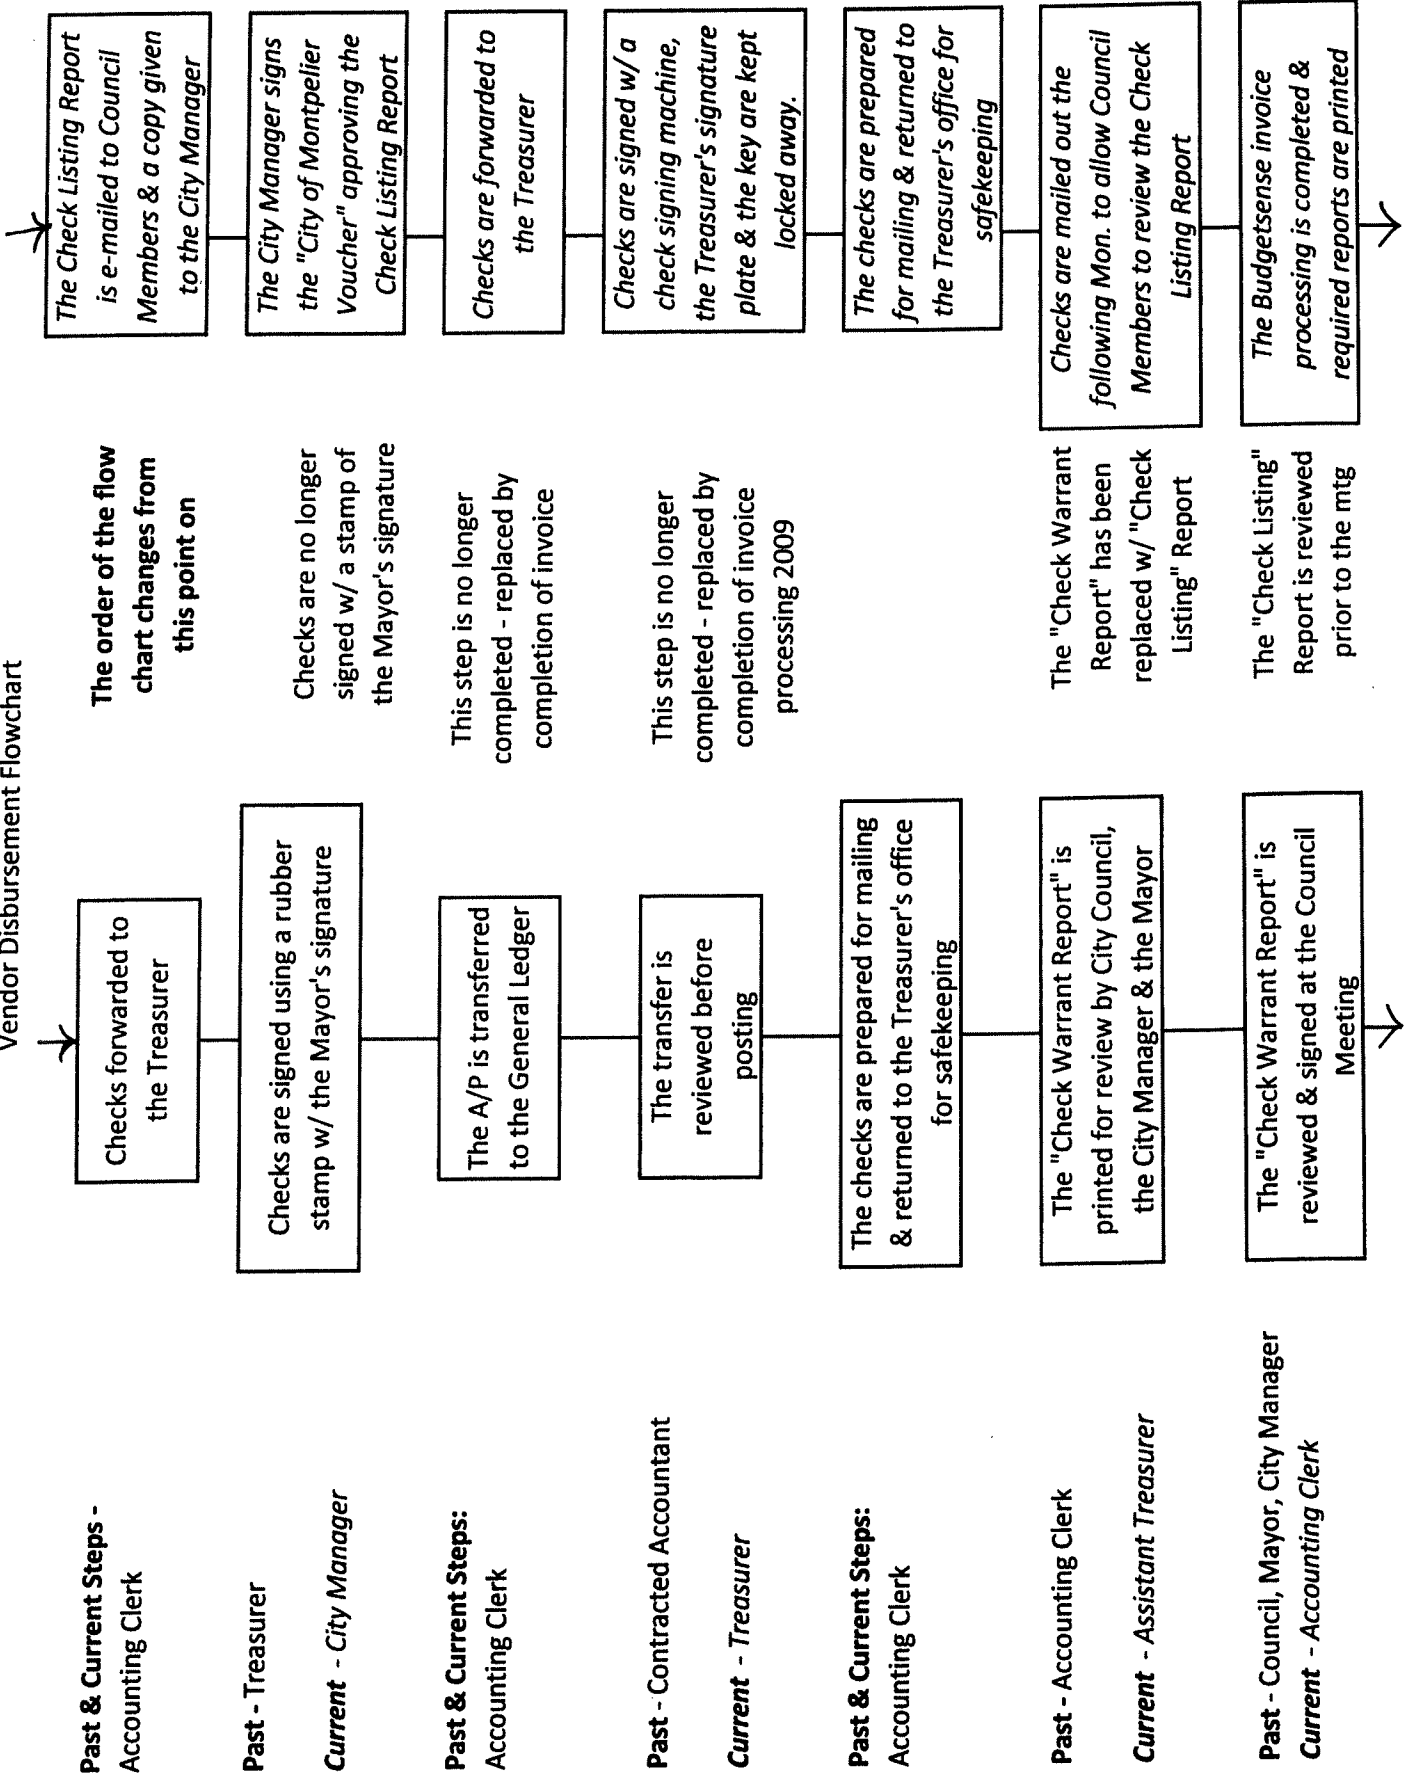 Vendor Disbursement Flowchart
Past & Current Steps -
Accounting Clerk
Checks forwarded to
the Treasurer
The order of the flow
chart changes from
this point on
The Check Listing Report
is e-mailed to Council
Members & a copy given
to the City Manager
Past - Treasurer
Current - City Manager
Checks are signed using a rubber
stamp w/ the Mayor's signature
Checks are no longer
signed w/ a stamp of
the Mayor's signature
The City Manager signs
the "City of Montpelier
Voucher" approving the
Check Listing Report
Past & Current Steps:
Accounting Clerk
The A/P is transferred
to the General Ledger
This step is no longer
completed - replaced by
completion of invoice
Checks are forwarded to
the Treasurer
Past - Contracted Accountant
Current - Treasurer
The transfer is
reviewed before
posting
This step is no longer
completed - replaced by
completion of invoice
processing 2009
Checks are signed w/ a
check signing machine,
the Treasurer's signature
plate & the key are kept
locked away.
Past & Current Steps:
Accounting Clerk
The checks are prepared for mailing
& returned to the Treasurer's office
for safekeeping
The checks are prepared
for mailing & returned to
the Treasurer's office for
safekeeping
Past - Accounting Clerk
Current - Assistant Treasurer
The "Check Warrant Report" is
printed for review by City Council,
the City Manager & the Mayor
The "Check Warrant
Report" has been
replaced w/ "Check
Listing" Report
Checks are mailed out the
following Mon. to allow Council
Members to review the Check
Listing Report
Past - Council, Mayor, City Manager
Current - Accounting Clerk
The "Check Warrant Report" is
reviewed & signed at the Council
Meeting
The "Check Listing"
Report is reviewed
prior to the mtg
The Budgetsense invoice
processing is completed &
required reports are printed